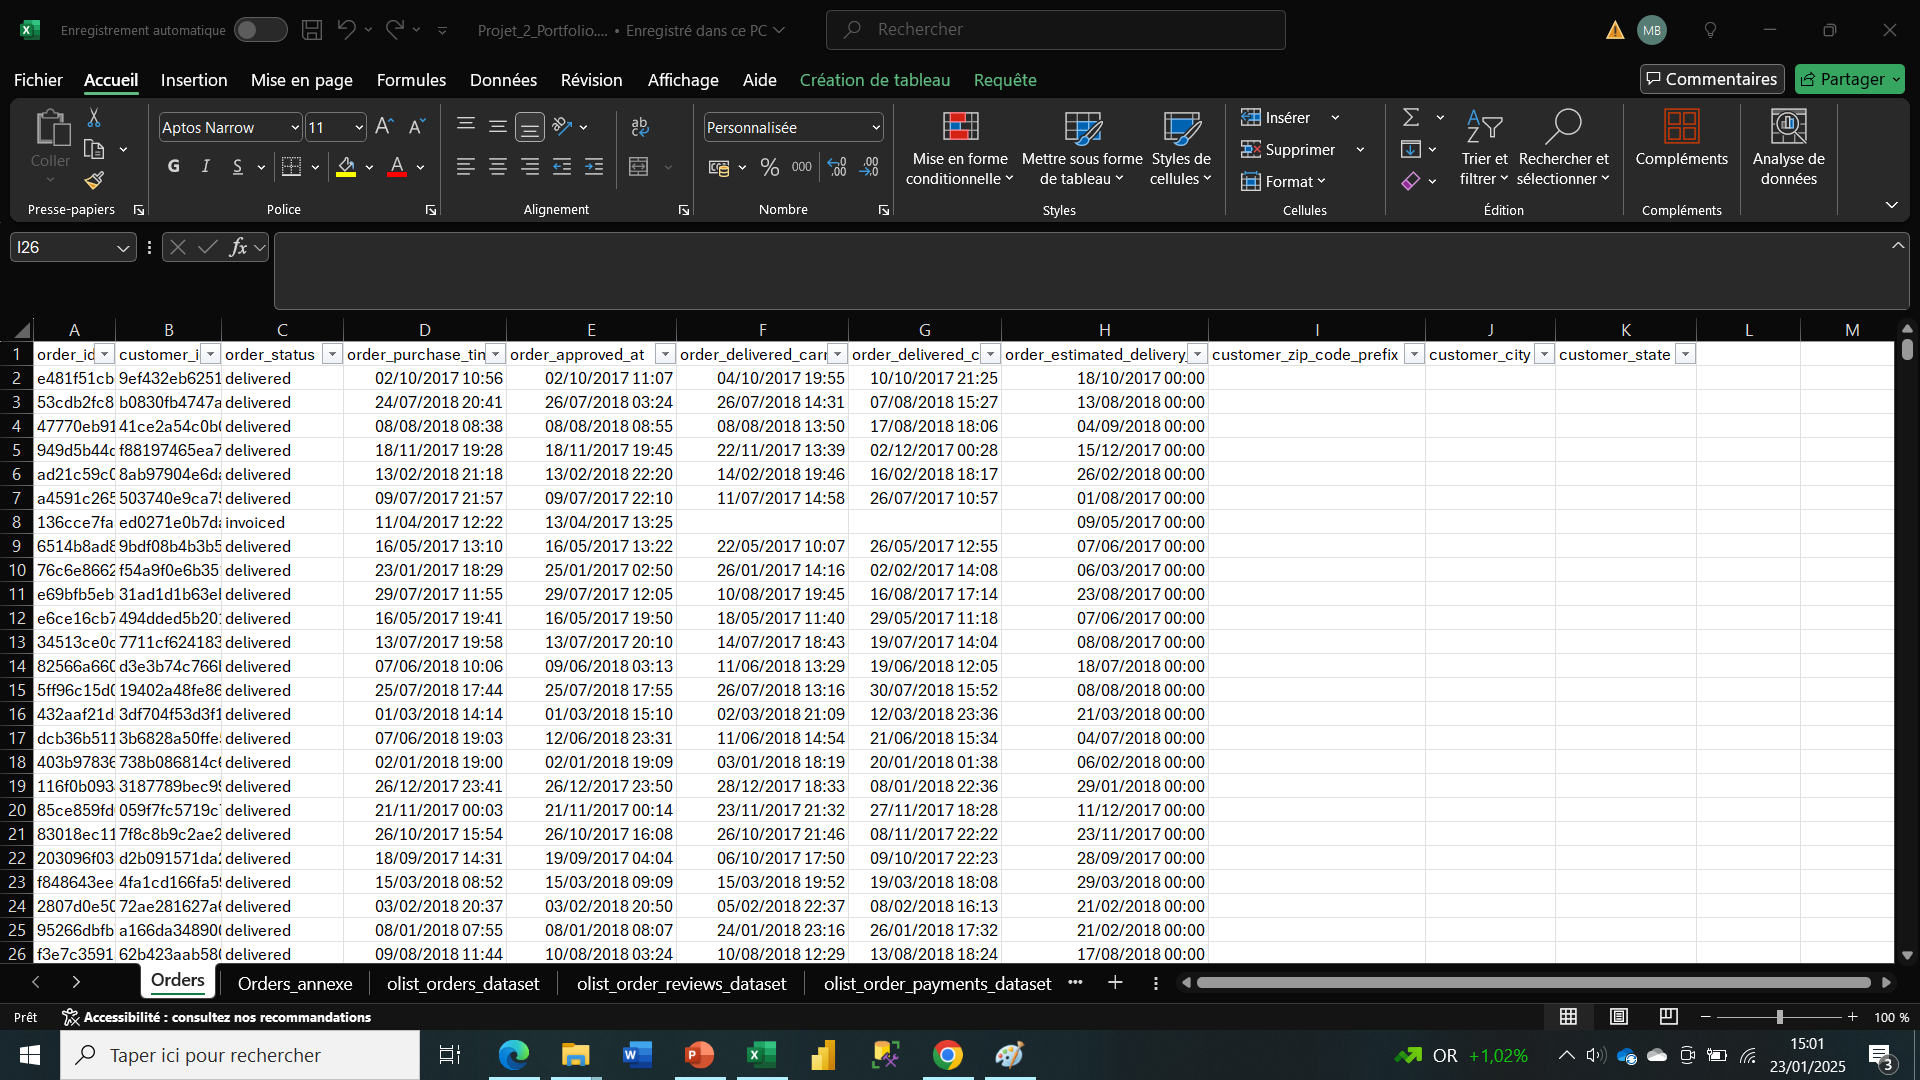 Enregistrement automatique Projet_2_Portfolio.... • Enregistré dans ce PC Rechercher MB
Fichier Accueil Insertion Mise en page Formules Données Révision Affichage Aide Création de tableau Requête Commentaires Partager
Coller Aptos Narrow 11 Personnalisée Mise en forme conditionnelle Mettre sous forme de tableau Styles de cellules Insérer Supprimer Format Trier et filtrer Rechercher et sélectionner Compléments Analyse de données
G I S A % 000
Presse-papiers Police Alignement Nombre Styles Cellules Édition Compléments
I26 fx
A B C D E F G H I J K L M
1 order_id customer_i order_status order_purchase_tin order_approved_at order_delivered_carr order_delivered_c order_estimated_delivery_ customer_zip_code_prefix customer_city customer_state
2 e481f51cb 9ef432eb6251 delivered 02/10/2017 10:56 02/10/2017 11:07 04/10/2017 19:55 10/10/2017 21:25 18/10/2017 00:00
3 53cdb2fc8 b0830fb4747a delivered 24/07/2018 20:41 26/07/2018 03:24 26/07/2018 14:31 07/08/2018 15:27 13/08/2018 00:00
4 47770eb91 41ce2a54c0b delivered 08/08/2018 08:38 08/08/2018 08:55 08/08/2018 13:50 17/08/2018 18:06 04/09/2018 00:00
5 949d5b44c f88197465ea7 delivered 18/11/2017 19:28 18/11/2017 19:45 22/11/2017 13:39 02/12/2017 00:28 15/12/2017 00:00
6 ad21c59c0 8ab97904e6d delivered 13/02/2018 21:18 13/02/2018 22:20 14/02/2018 19:46 16/02/2018 18:17 26/02/2018 00:00
7 a4591c265 503740e9ca75 delivered 09/07/2017 21:57 09/07/2017 22:10 11/07/2017 14:58 26/07/2017 10:57 01/08/2017 00:00
8 136cce7fa ed0271e0b7d invoiced 11/04/2017 12:22 13/04/2017 13:25 09/05/2017 00:00
9 6514b8ad8 9bdf08b4b3b5 delivered 16/05/2017 13:10 16/05/2017 13:22 22/05/2017 10:07 26/05/2017 12:55 07/06/2017 00:00
10 76c6e8662 f54a9f0e6b35 delivered 23/01/2017 18:29 25/01/2017 02:50 26/01/2017 14:16 02/02/2017 14:08 06/03/2017 00:00
11 e69bfb5eb 31ad1d1b63e delivered 29/07/2017 11:55 29/07/2017 12:05 10/08/2017 19:45 16/08/2017 17:14 23/08/2017 00:00
12 e6ce16cb7 494dded5b20 delivered 16/05/2017 19:41 16/05/2017 19:50 18/05/2017 11:40 29/05/2017 11:18 07/06/2017 00:00
13 34513ce0c 7711cf624183 delivered 13/07/2017 19:58 13/07/2017 20:10 14/07/2017 18:43 19/07/2017 14:04 08/08/2017 00:00
14 82566a660 d3e3b74c766 delivered 07/06/2018 10:06 09/06/2018 03:13 11/06/2018 13:29 19/06/2018 12:05 18/07/2018 00:00
15 5ff96c15d0 19402a48fe86 delivered 25/07/2018 17:44 25/07/2018 17:55 26/07/2018 13:16 30/07/2018 15:52 08/08/2018 00:00
16 432aaf21d 3df704f53d3f1 delivered 01/03/2018 14:14 01/03/2018 15:10 02/03/2018 21:09 12/03/2018 23:36 21/03/2018 00:00
17 dcb36b511 3b6828a50ffe delivered 07/06/2018 19:03 12/06/2018 23:31 11/06/2018 14:54 21/06/2018 15:34 04/07/2018 00:00
18 403b97836 738b086814c delivered 02/01/2018 19:00 02/01/2018 19:09 03/01/2018 18:19 20/01/2018 01:38 06/02/2018 00:00
19 116f0b093 3187789bec9 delivered 26/12/2017 23:41 26/12/2017 23:50 28/12/2017 18:33 08/01/2018 22:36 29/01/2018 00:00
20 85ce859fd 059f7fc5719c delivered 21/11/2017 00:03 21/11/2017 00:14 23/11/2017 21:32 27/11/2017 18:28 11/12/2017 00:00
21 83018ec11 7f8c8b9c2ae2 delivered 26/10/2017 15:54 26/10/2017 16:08 26/10/2017 21:46 08/11/2017 22:22 23/11/2017 00:00
22 203096f03 d2b091571da delivered 18/09/2017 14:31 19/09/2017 04:04 06/10/2017 17:50 09/10/2017 22:23 28/09/2017 00:00
23 f848643ee 4fa1cd166fa5 delivered 15/03/2018 08:52 15/03/2018 09:09 15/03/2018 19:52 19/03/2018 18:08 29/03/2018 00:00
24 2807d0e50 72ae281627a delivered 03/02/2018 20:37 03/02/2018 20:50 05/02/2018 22:37 08/02/2018 16:13 21/02/2018 00:00
25 95266dbfb a166da34890 delivered 08/01/2018 07:55 08/01/2018 08:07 24/01/2018 23:16 26/01/2018 17:32 21/02/2018 00:00
26 f3e7c3591 62b423aab58 delivered 09/08/2018 11:44 10/08/2018 03:24 10/08/2018 12:29 13/08/2018 18:24 17/08/2018 00:00
Orders Orders_annexe olist_orders_dataset olist_order_reviews_dataset olist_order_payments_dataset
Prêt Accessibilité : consultez nos recommandations 100 %
Taper ici pour rechercher OR +1,02% 15:01
23/01/2025 3